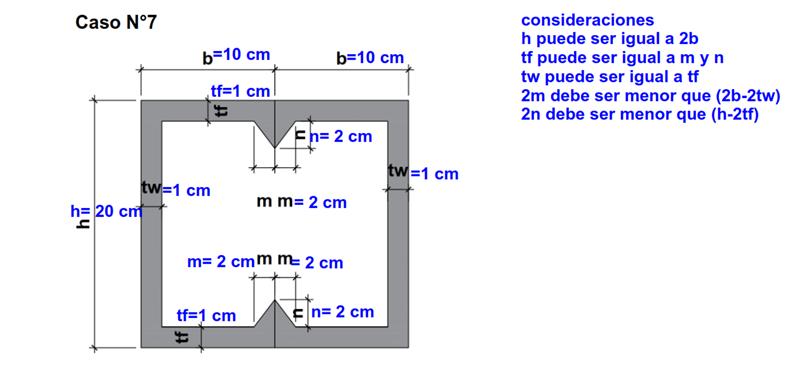 Caso N°7
consideraciones
h puede ser igual a 2b
tf puede ser igual a m y n
tw puede ser igual a tf
2m debe ser menor que (2b-2tw)
2n debe ser menor que (h-2tf)
b=10 cm
b=10 cm
tf=1 cm
tf
n
n= 2 cm
tw=1 cm
tw=1 cm
m m= 2 cm
h= 20 cm
h
m= 2 cm m m= 2 cm
tf=1 cm
n
n= 2 cm
tf